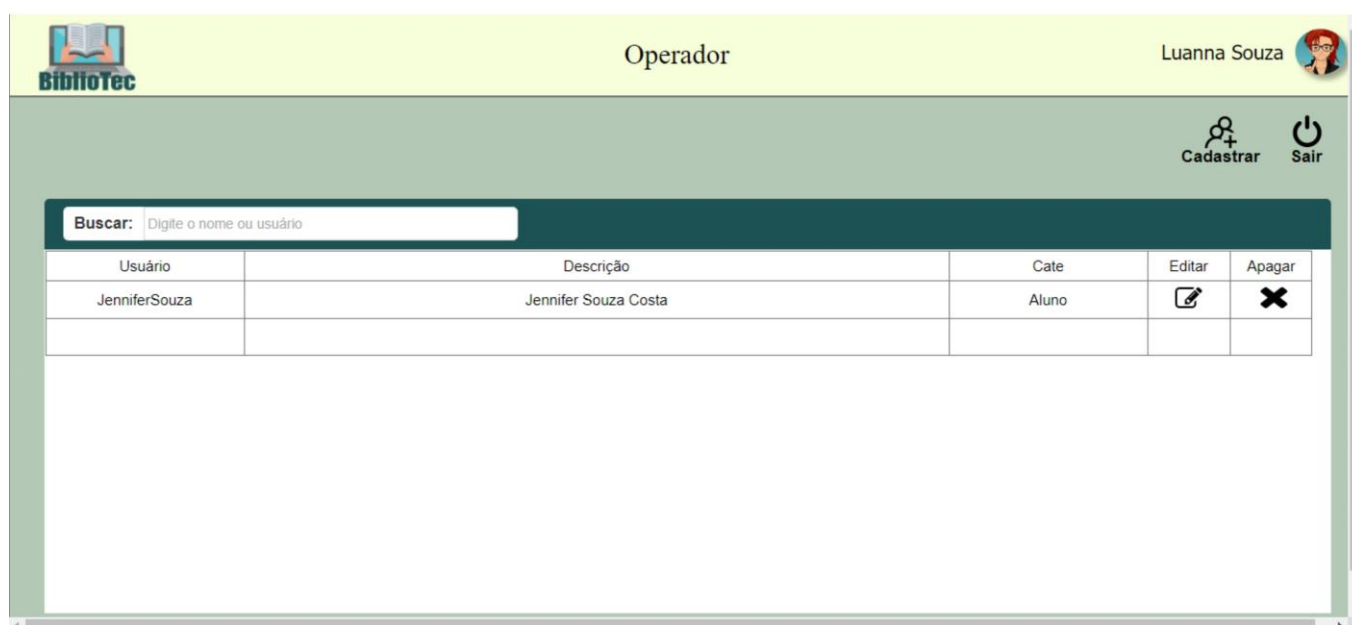 BiblioTec
Operador
Luanna Souza
Cadastrar
Sair
Buscar: Digite o nome ou usuário
Usuário Descrição Cate Editar Apagar
JenniferSouza Jennifer Souza Costa Aluno